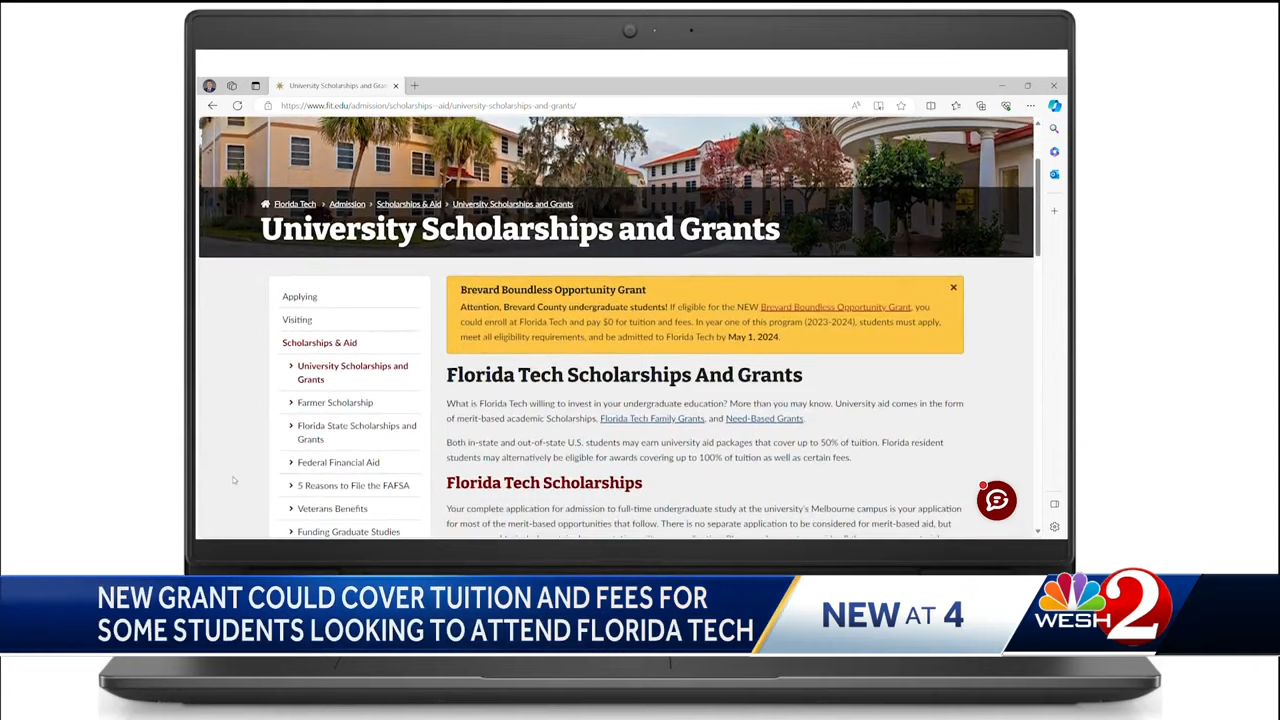 University Scholarships and Gran
https://www.fit.edu/admission/scholarships--aid/university-scholarships-and-grants/
Florida Tech > Admission > Scholarships & Aid > University Scholarships and Grants
University Scholarships and Grants
Applying
Visiting
Scholarships & Aid
> University Scholarships and
Grants
> Farmer Scholarship
> Florida State Scholarships and
Grants
> Federal Financial Aid
> 5 Reasons to File the FAFSA
> Veterans Benefits
> Funding Graduate Studies
Brevard Boundless Opportunity Grant
Attention, Brevard County undergraduate students! If eligible for the NEW Brevard Boundless Opportunity Grant, you
could enroll at Florida Tech and pay $0 for tuition and fees. In year one of this program (2023-2024), students must apply,
meet all eligibility requirements, and be admitted to Florida Tech by May 1, 2024.
Florida Tech Scholarships And Grants
What is Florida Tech willing to invest in your undergraduate education? More than you may know. University aid comes in the form
of merit-based academic Scholarships, Florida Tech Family Grants, and Need-Based Grants.
Both in-state and out-of-state U.S. students may earn university aid packages that cover up to 50% of tuition. Florida resident
students may alternatively be eligible for awards covering up to 100% of tuition as well as certain fees.
Florida Tech Scholarships
Your complete application for admission to full-time undergraduate study at the university's Melbourne campus is your application
for most of the merit-based opportunities that follow. There is no separate application to be considered for merit-based aid, but
NEW GRANT COULD COVER TUITION AND FEES FOR
SOME STUDENTS LOOKING TO ATTEND FLORIDA TECH
NEW AT 4
WESH 2